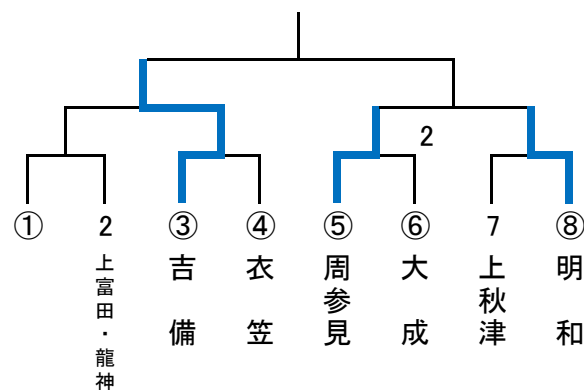 2
① 2 ③ ④ ⑤ ⑥ 7 ⑧
上富田・龍神
吉備
衣笠
周参見
大成
上秋津
明和